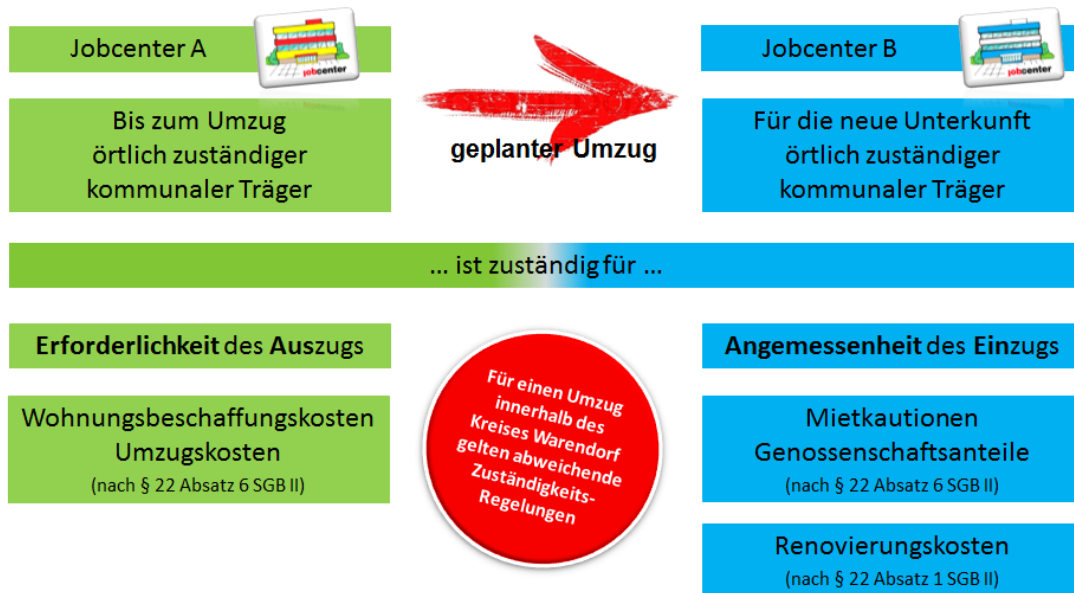 Jobcenter A
jobcenter
Bis zum Umzug
örtlich zuständiger
kommunaler Träger
geplanter Umzug
Jobcenter B
jobcenter
Für die neue Unterkunft
örtlich zuständiger
kommunaler Träger
... ist zuständig für ...
Erforderlichkeit des Auszugs
Wohnungsbeschaffungskosten
Umzugskosten
(nach § 22 Absatz 6 SGB II)
Für einen Umzug
innerhalb des
Kreises Warendorf
gelten abweichende
Zuständigkeits-
Regelungen
Angemessenheit des Einzugs
Mietkautionen
Genossenschaftsanteile
(nach § 22 Absatz 6 SGB II)
Renovierungskosten
(nach § 22 Absatz 1 SGB II)